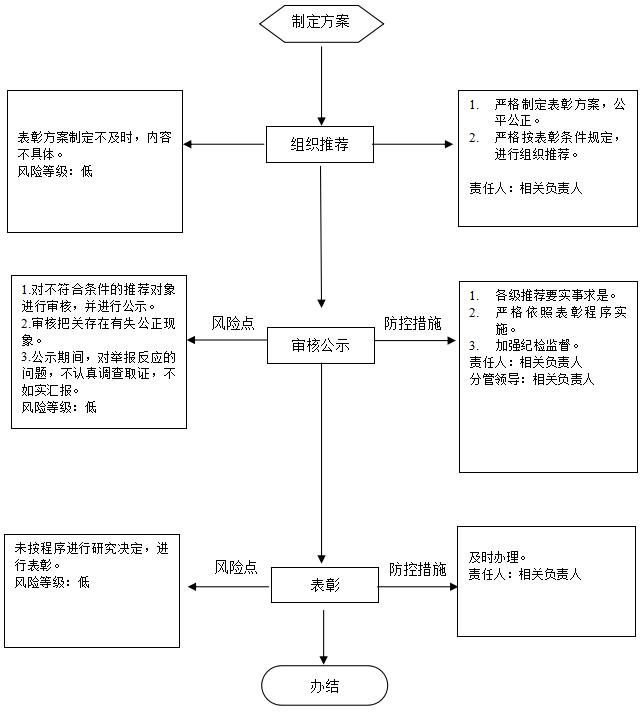 制定方案
表彰方案制定不及时，内容
不具体。
风险等级：低
组织推荐
1. 严格制定表彰方案，公
平公正。
2. 严格按表彰条件规定，
进行组织推荐。
责任人：相关负责人
1.对不符合条件的推荐对象
进行审核，并进行公示。
2.审核把关存在有失公正现
象。
3.公示期间，对举报反应的
问题，不认真调查取证，不
如实汇报。
风险等级：低
风险点
审核公示
防控措施
1. 各级推荐要实事求是。
2. 严格依照表彰程序实
施。
3. 加强纪检监督。
责任人：相关负责人
分管领导：相关负责人
未按程序进行研究决定，进
行表彰。
风险等级：低
风险点
表彰
防控措施
及时办理。
责任人：相关负责人
办结